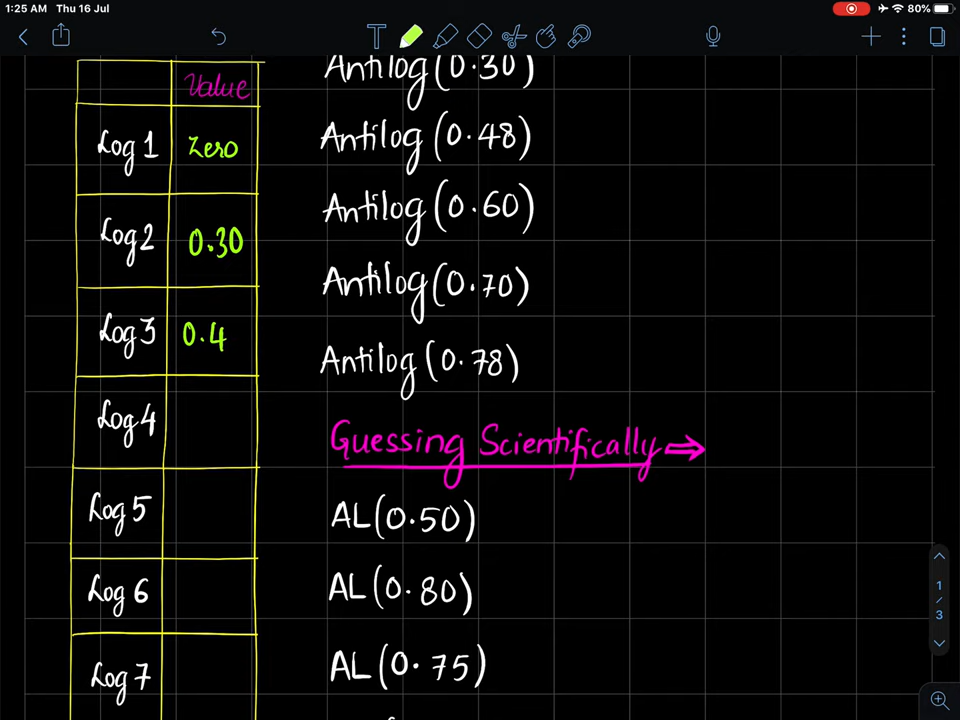 1:25 AM Thu 16 Jul
80%
Value
Log 1 Zero
Log 2 0.30
Log 3 0.4
Log 4
Log 5
Log 6
Log 7
Antilog (0.30)
Antilog (0.48)
Antilog (0.60)
Antilog (0.70)
Antilog (0.78)
Guessing Scientifically ⇒
AL(0.50)
AL(0.80)
AL(0.75)
1
/
3